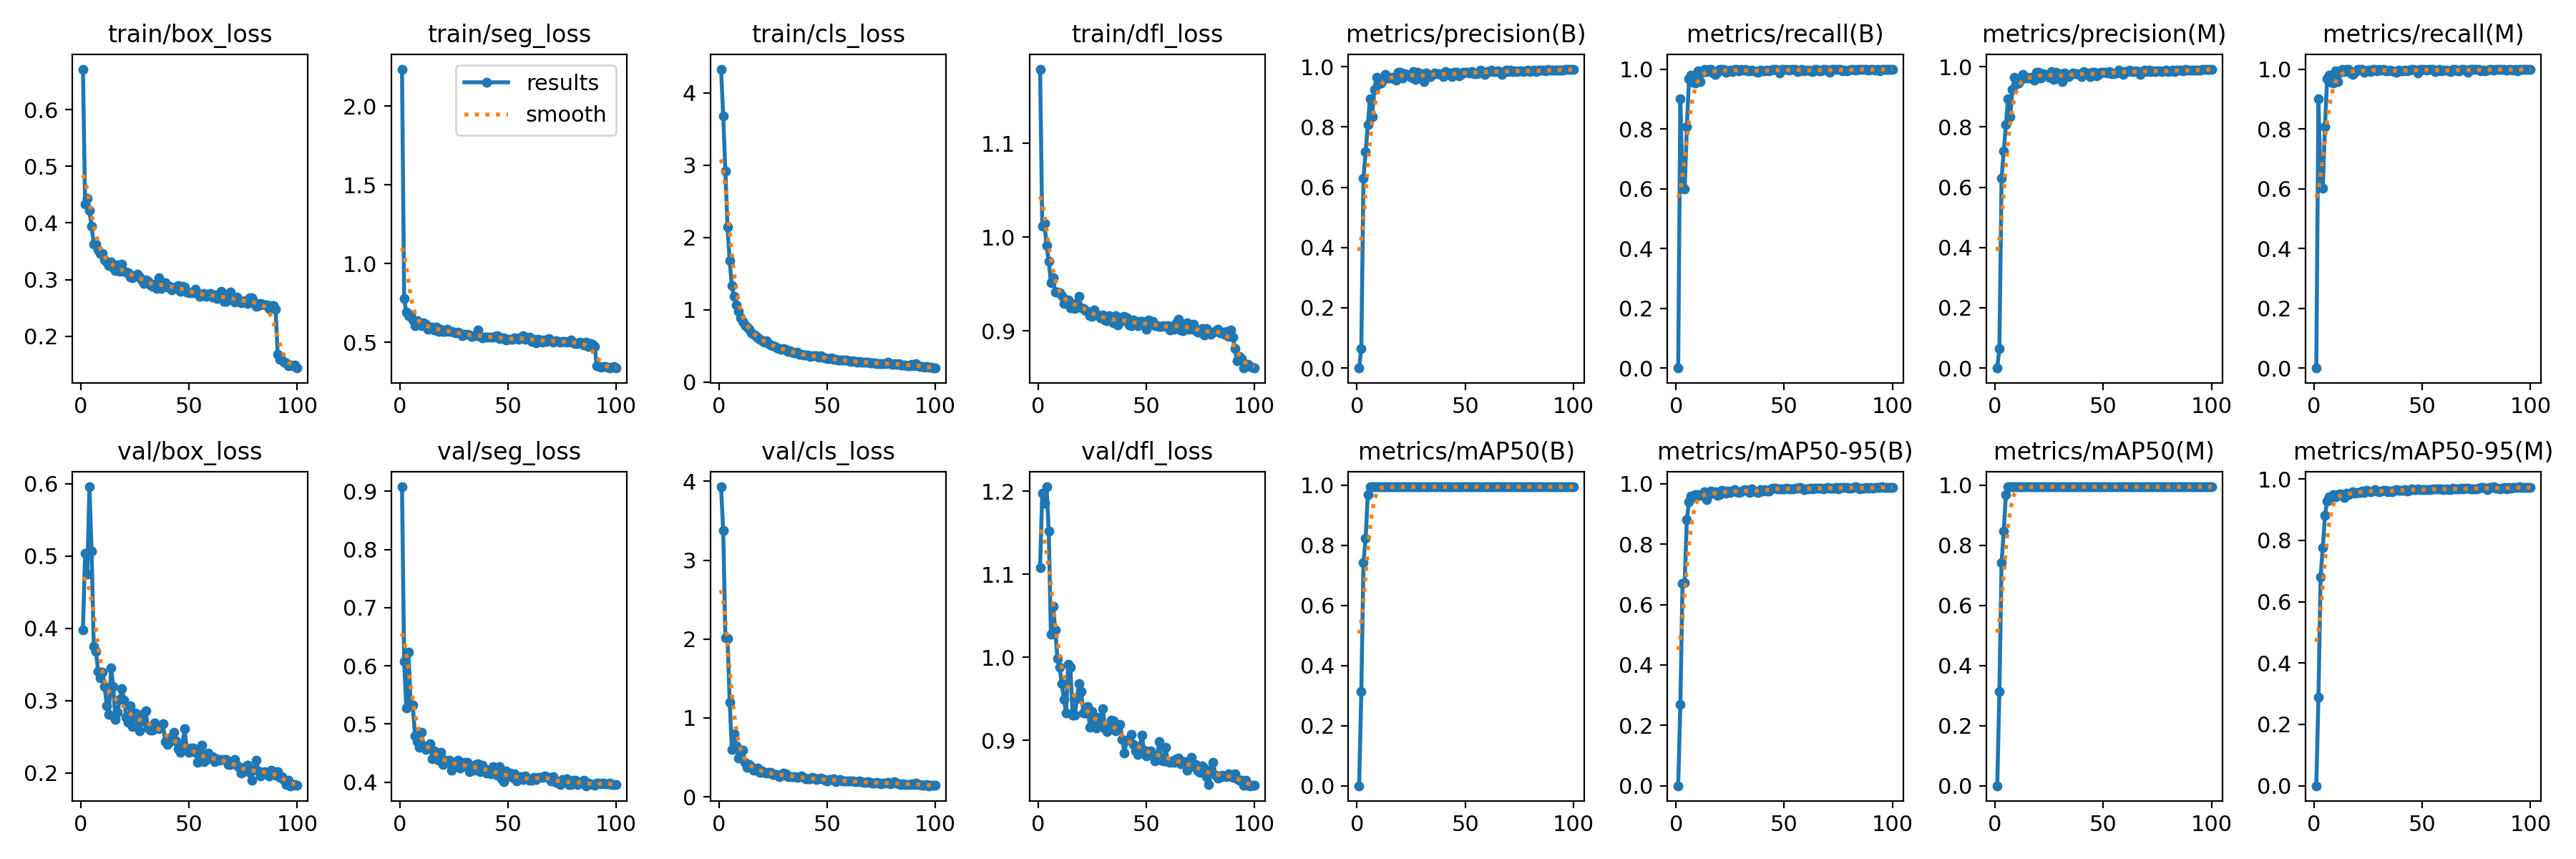 train/box_loss
train/seg_loss
train/cls_loss
train/dfl_loss
metrics/precision(B)
metrics/recall(B)
metrics/precision(M)
metrics/recall(M)
0.6
0.5
0.4
0.3
0.2
0 50 100
results
smooth
2.0
1.5
1.0
0.5
0 50 100
4
3
2
1
0
0 50 100
1.1
1.0
0.9
0 50 100
1.0
0.8
0.6
0.4
0.2
0.0
0 50 100
1.0
0.8
0.6
0.4
0.2
0.0
0 50 100
1.0
0.8
0.6
0.4
0.2
0.0
0 50 100
1.0
0.8
0.6
0.4
0.2
0.0
0 50 100
val/box_loss
val/seg_loss
val/cls_loss
val/dfl_loss
metrics/mAP50(B)
metrics/mAP50-95(B)
metrics/mAP50(M)
metrics/mAP50-95(M)
0.6
0.5
0.4
0.3
0.2
0 50 100
0.9
0.8
0.7
0.6
0.5
0.4
0 50 100
4
3
2
1
0
0 50 100
1.2
1.1
1.0
0.9
0 50 100
1.0
0.8
0.6
0.4
0.2
0.0
0 50 100
1.0
0.8
0.6
0.4
0.2
0.0
0 50 100
1.0
0.8
0.6
0.4
0.2
0.0
0 50 100
1.0
0.8
0.6
0.4
0.2
0.0
0 50 100